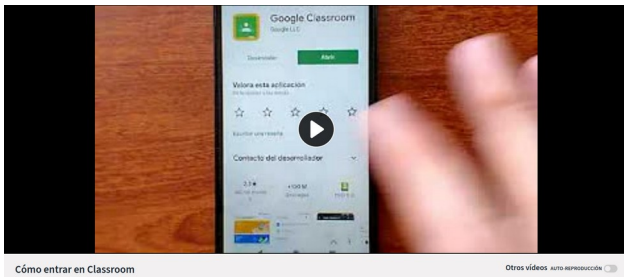 Google Classroom
Google LLC
Desinstalar
Abrir
Valora esta aplicación
Escribir una reseña
Contacto del desarrollador
Cómo entrar en Classroom
Otros vídeos AUTO-REPRODUCCIÓN